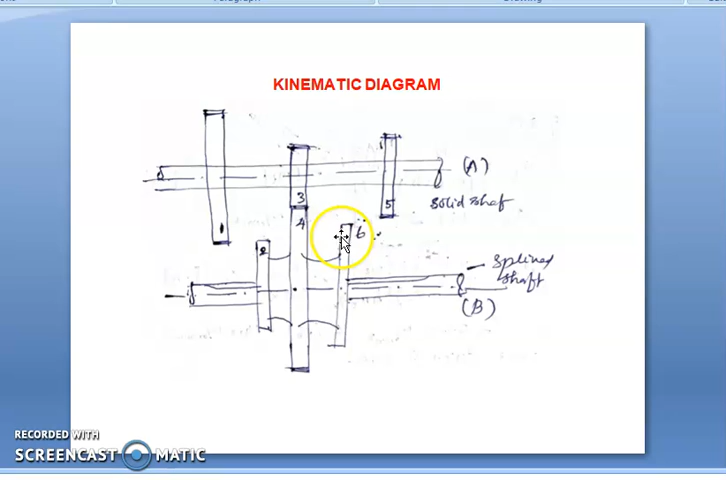 KINEMATIC DIAGRAM
(A)
3
5
solid shaf
1
4
6
2
splined
shaft
(B)
RECORDED WITH
SCREENCAST MATIC